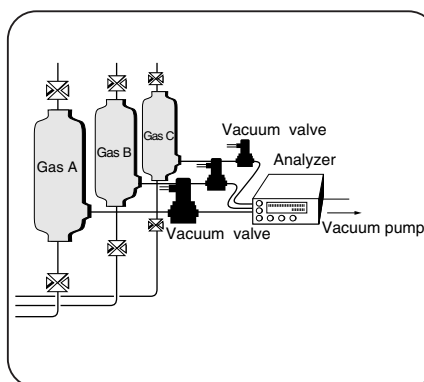 Gas C
Vacuum valve
Gas B
Analyzer
Gas A
Vacuum pump
Vacuum valve